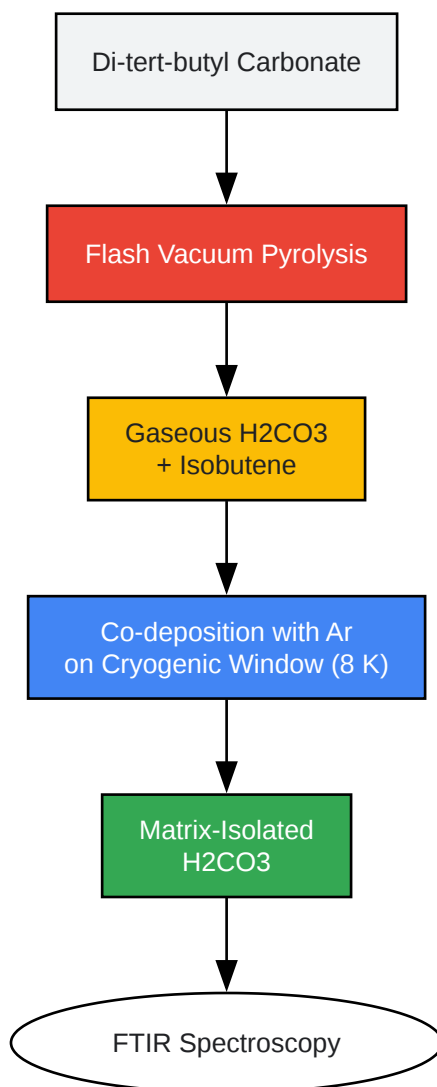 Di-tert-butyl Carbonate
Flash Vacuum Pyrolysis
Gaseous H2CO3
+ Isobutene
Co-deposition with Ar
on Cryogenic Window (8 K)
Matrix-Isolated
H2CO3
FTIR Spectroscopy